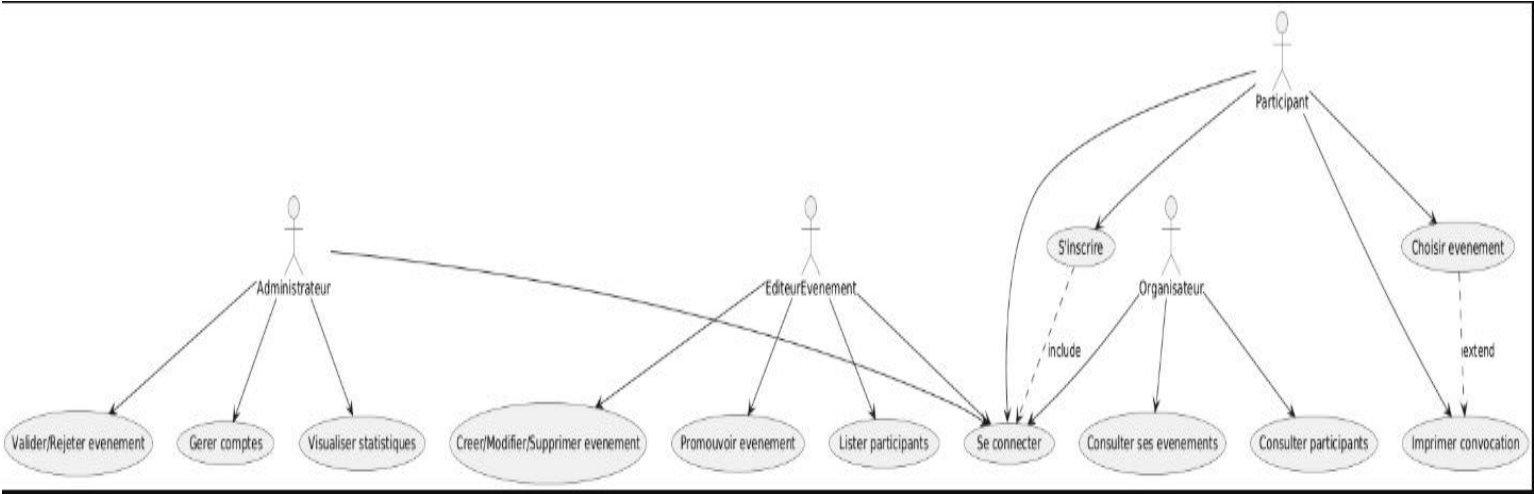 Participant
S'inscrire
Choisir evenement
Administrateur
EditeurEvenement
Organisateur
include
extend
Valider/Rejeter evenement
Gerer comptes
Visualiser statistiques
Creer/Modifier/Supprimer evenement
Promouvoir evenement
Lister participants
Se connecter
Consulter ses evenements
Consulter participants
Imprimer convocation